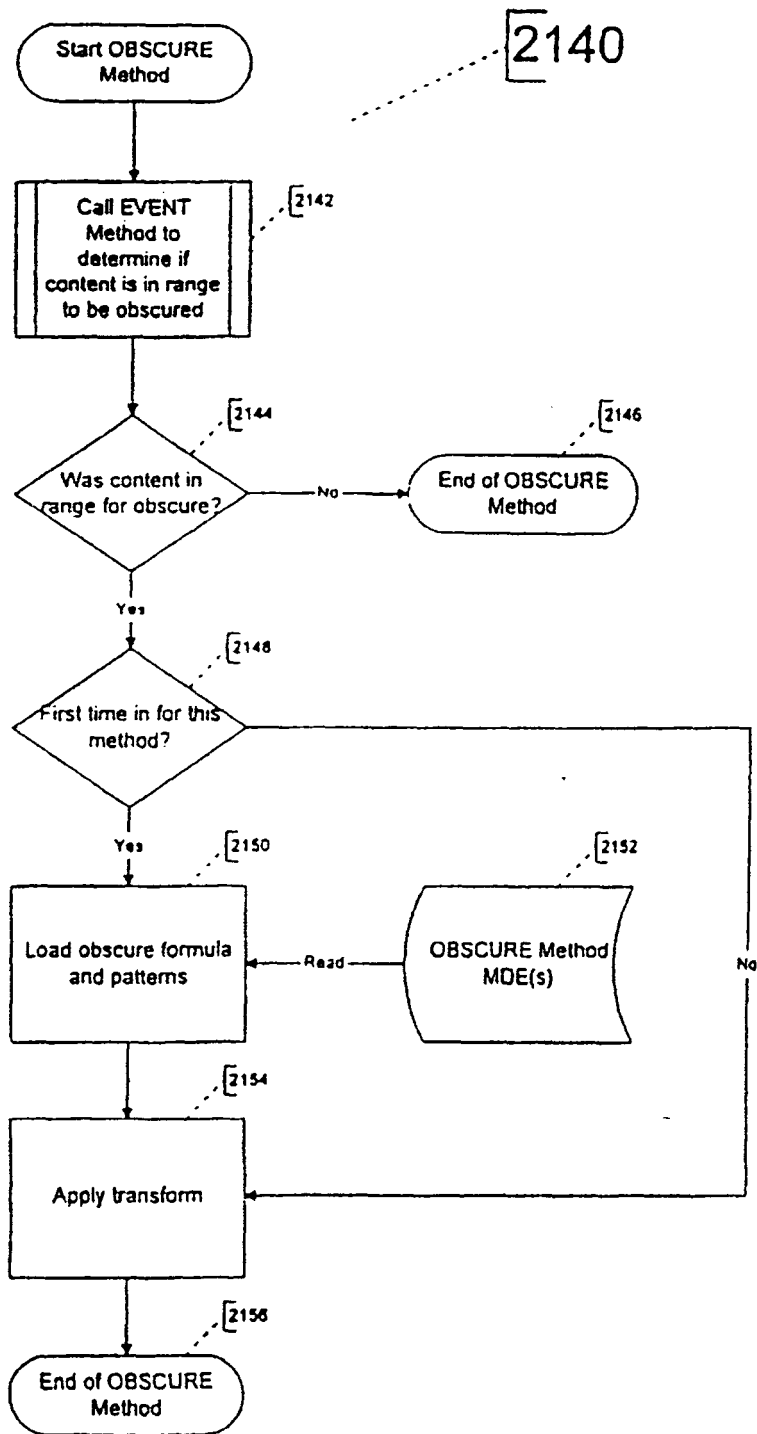 2140
Start OBSCURE
Method
2142
Call EVENT
Method to
determine if
content is in range
to be obscured
2144
Was content in
range for obscure?
No
2146
End of OBSCURE
Method
Yes
2148
First time in for this
method?
No
Yes
2150
Load obscure formula
and patterns
Read
2152
OBSCURE Method
MDE(s)
2154
Apply transform
2156
End of OBSCURE
Method